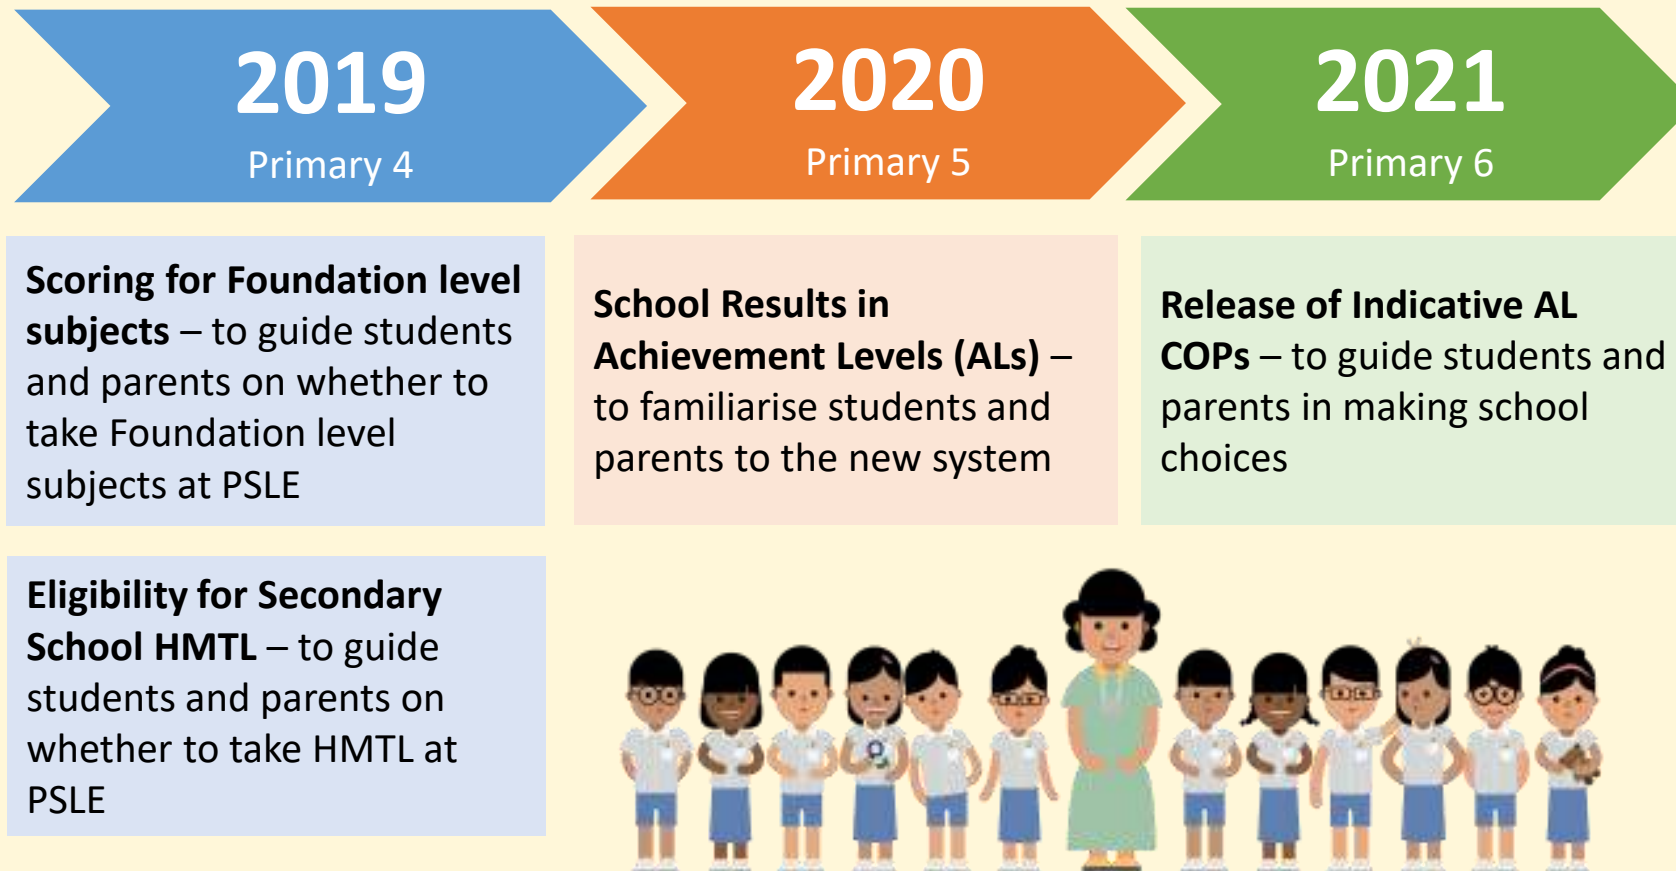 2019
Primary 4
2020
Primary 5
2021
Primary 6
Scoring for Foundation level
subjects – to guide students
and parents on whether to
take Foundation level
subjects at PSLE
School Results in
Achievement Levels (ALs) –
to familiarise students and
parents to the new system
Release of Indicative AL
COPs – to guide students and
parents in making school
choices
Eligibility for Secondary
School HMTL – to guide
students and parents on
whether to take HMTL at
PSLE